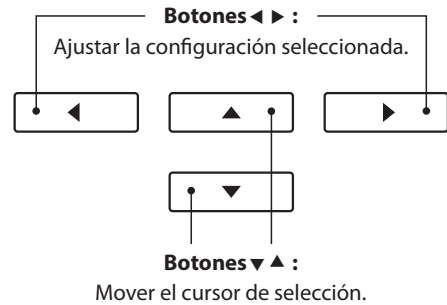 Botones ◀ ▶ :
Ajustar la configuración seleccionada.
◀ ▲ ▶
▼
Botones ▼ ▲ :
Mover el cursor de selección.